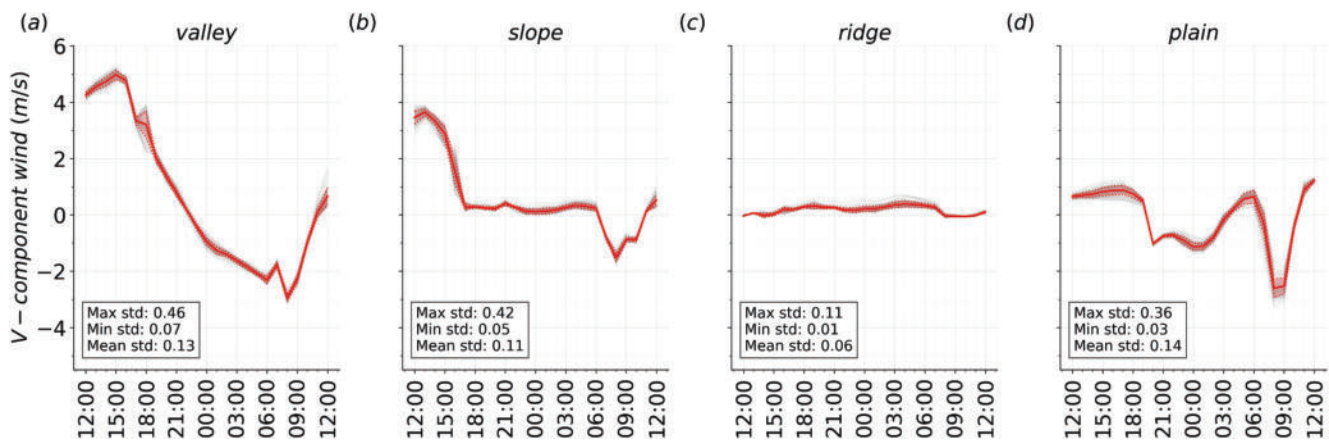 (a) valley
(b) slope
(c) ridge
(d) plain
V − component wind (m/s)
6
4
2
0
−2
−4
Max std: 0.46
Min std: 0.07
Mean std: 0.13
Max std: 0.42
Min std: 0.05
Mean std: 0.11
Max std: 0.11
Min std: 0.01
Mean std: 0.06
Max std: 0.36
Min std: 0.03
Mean std: 0.14
12:00 15:00 18:00 21:00 00:00 03:00 06:00 09:00 12:00
12:00 15:00 18:00 21:00 00:00 03:00 06:00 09:00 12:00
12:00 15:00 18:00 21:00 00:00 03:00 06:00 09:00 12:00
12:00 15:00 18:00 21:00 00:00 03:00 06:00 09:00 12:00